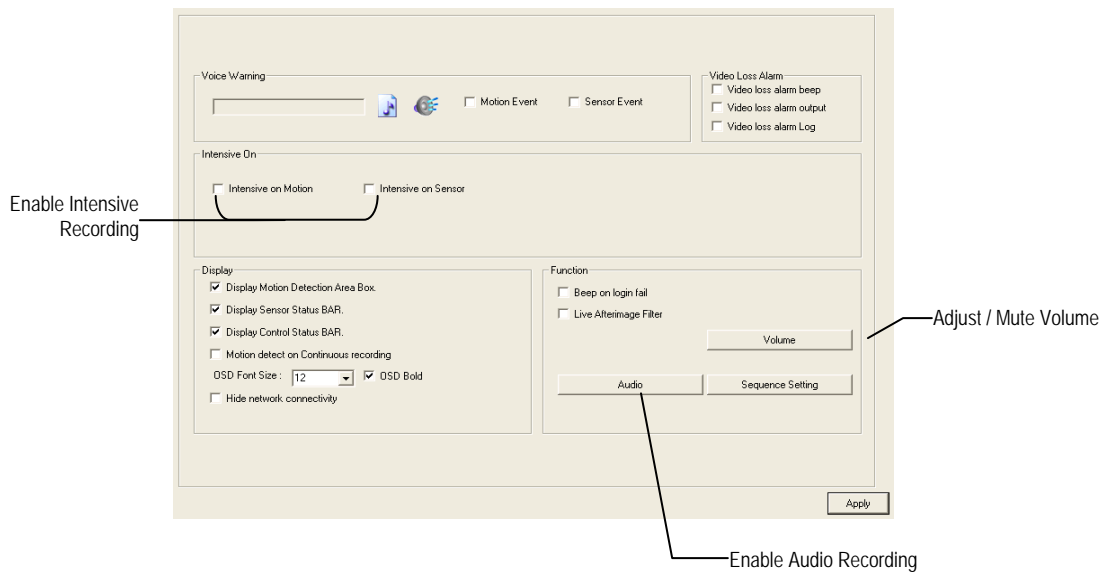 Voice Warning
Motion Event
Sensor Event
Video Loss Alarm
Video loss alarm beep
Video loss alarm output
Video loss alarm Log
Intensive On
Intensive on Motion
Intensive on Sensor
Enable Intensive
Recording
Display
Display Motion Detection Area Box.
Display Sensor Status BAR.
Display Control Status BAR.
Motion detect on Continuous recording
OSD Font Size : 12 OSD Bold
Hide network connectivity
Function
Beep on login fail
Live Afterimage Filter
Volume
Audio
Sequence Setting
Adjust / Mute Volume
Apply
Enable Audio Recording